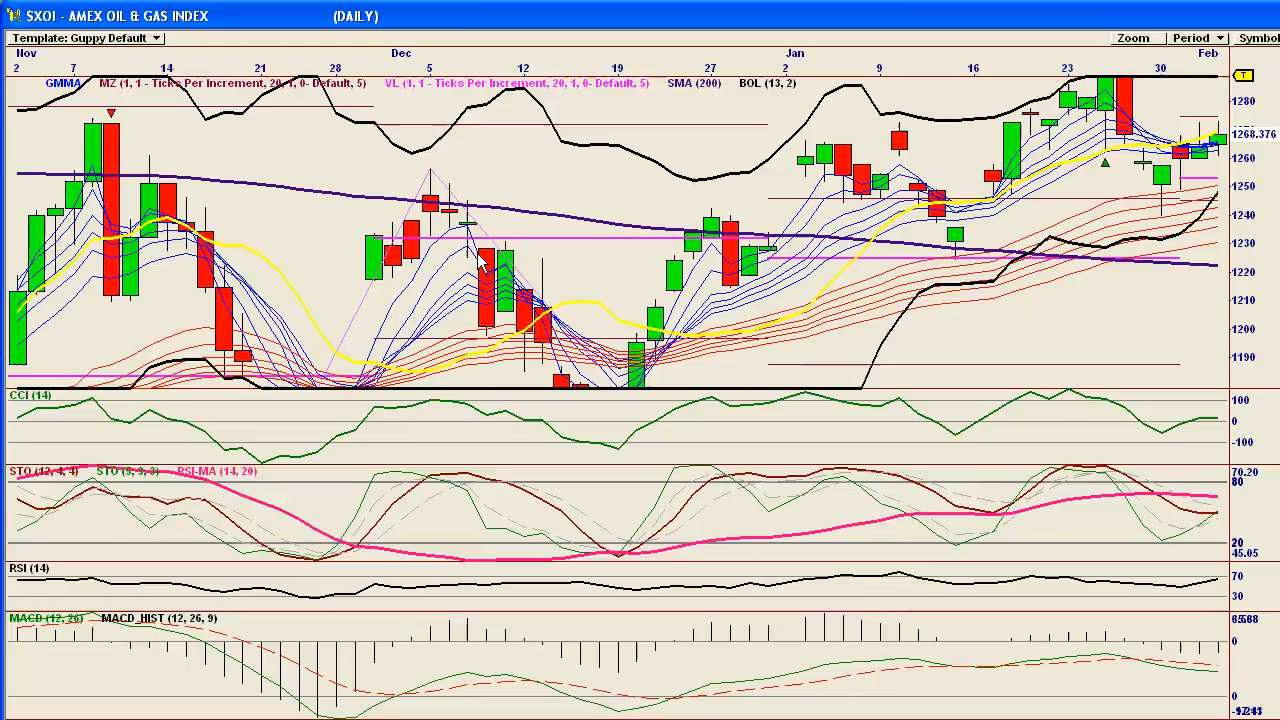 $XOI - AMEX OIL & GAS INDEX (DAILY)
Template: Guppy Default Zoom Period Symbol
Nov Dec Jan Feb
2 7 14 21 28 5 12 19 27 2 9 16 23 30
GMMA MZ (1, 1 - Ticks Per Increment, 20, 1, 0- Default, 5) VL (1, 1 - Ticks Per Increment, 20, 1, 0- Default, 5) SMA (200) BOL (13, 2)
T
1280
1268.376
1260
1250
1240
1230
1220
1210
1200
1190
CCI (14)
100
0
-100
STO (12, 4, 4) STO (5, 3, 3) RSI-MA (14, 20)
70.20
80
20
45.05
RSI (14)
70
30
MACD (12, 26) MACD_HIST (12, 26, 9)
0
0